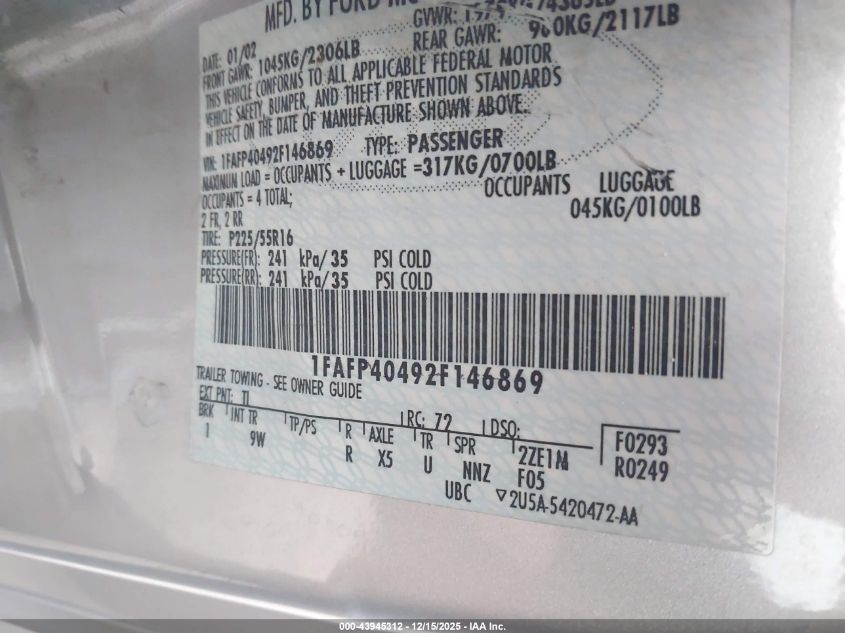 MFD. BY FORD MO
DATE: 01/02
GVWR:
FRONT GAWR: 1045KG/2306LB
REAR GAWR: 960KG/2117LB
THIS VEHICLE CONFORMS TO ALL APPLICABLE FEDERAL MOTOR
VEHICLE SAFETY, BUMPER, AND THEFT PREVENTION STANDARDS
IN EFFECT ON THE DATE OF MANUFACTURE SHOWN ABOVE.
VIN: 1FAFP40492F146869 TYPE: PASSENGER
MAXIMUM LOAD = OCCUPANTS + LUGGAGE =317KG/0700LB
OCCUPANTS = 4 TOTAL; OCCUPANTS LUGGAGE
2 FR, 2 RR 045KG/0100LB
TIRE: P225/55R16
PRESSURE(FR): 241 kPa/ 35 PSI COLD
PRESSURE(RR): 241 kPa/ 35 PSI COLD
1FAFP40492F146869
TRAILER TOWING - SEE OWNER GUIDE
EXT PNT: TL RC: 72 DSO:
BRK INT TR TP/PS R AXLE TR SPR
I 9W R X5 U NNZ
2ZE1M F0293
F05 R0249
UBC 2U5A-5420472-AA
000-43945312 - 12/15/2025 - IAA Inc.